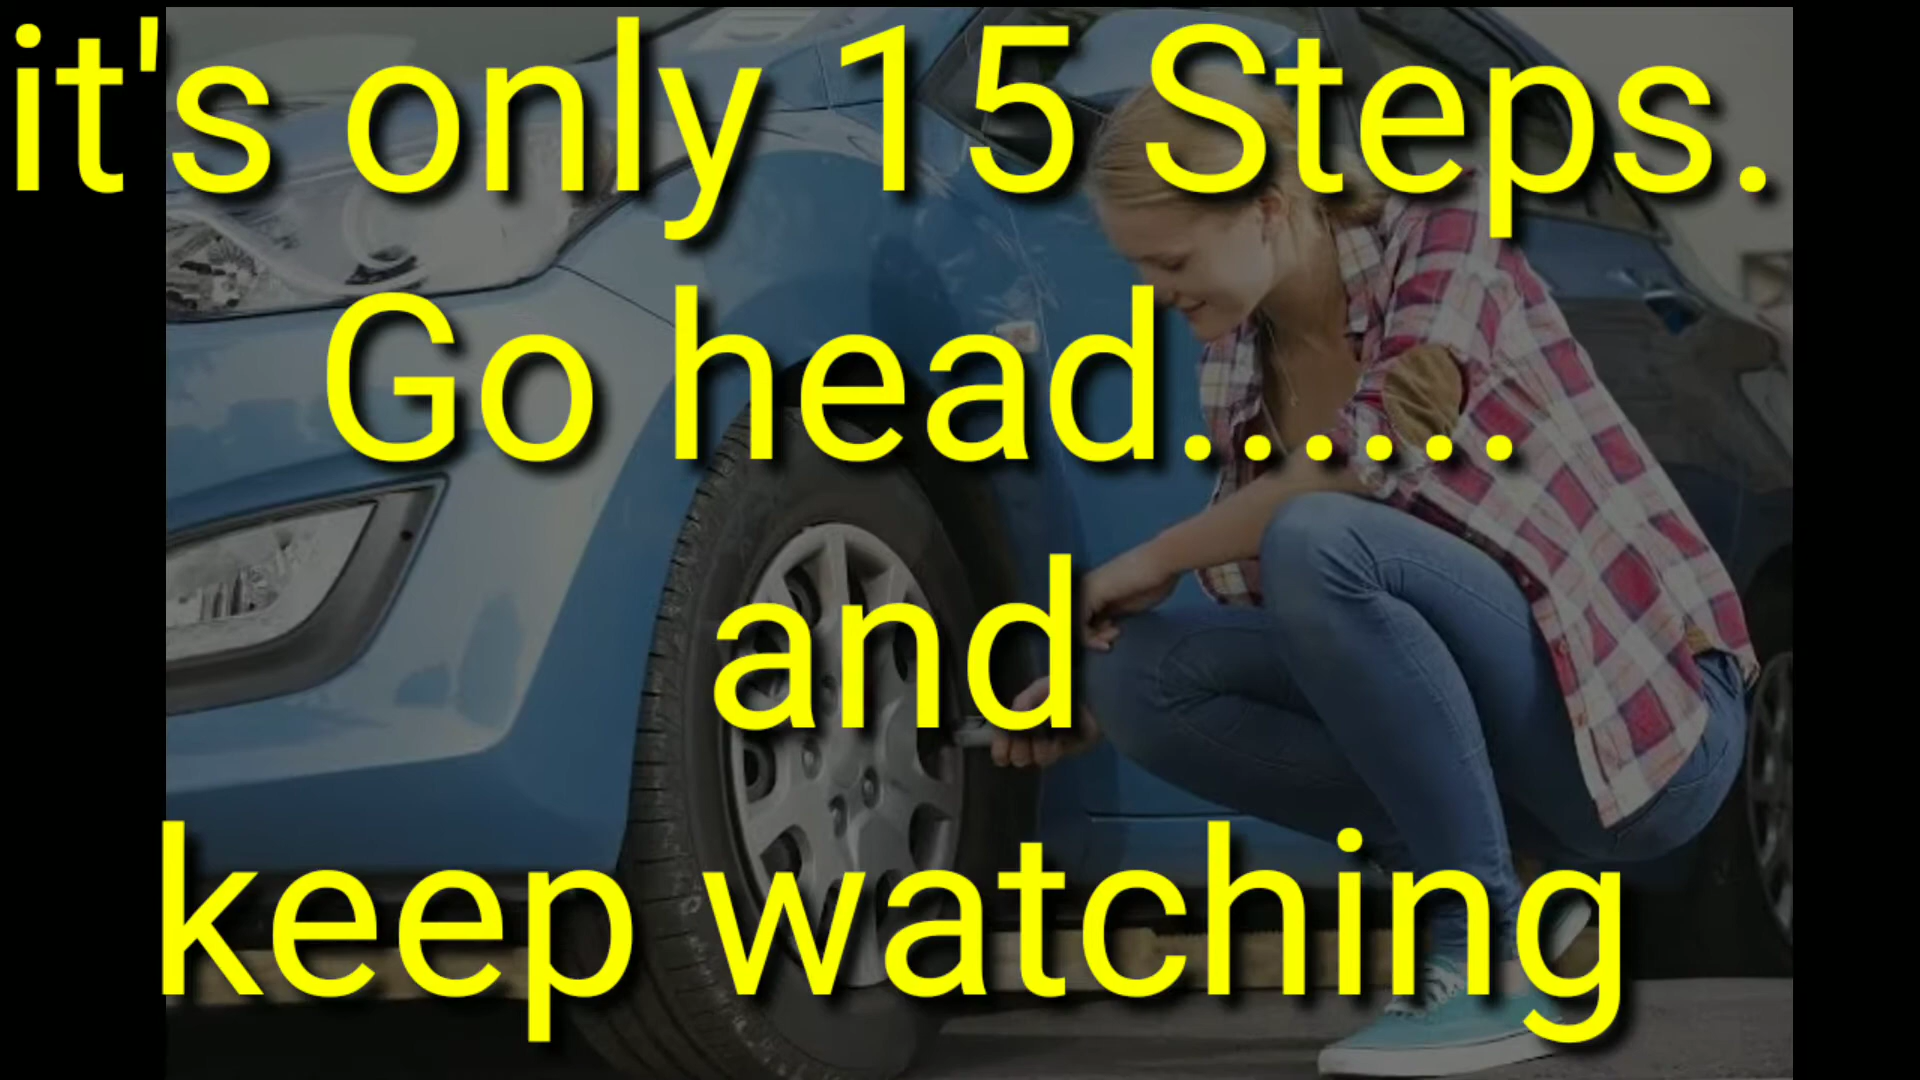 it's only 15 Steps.
Go head......
and
keep watching